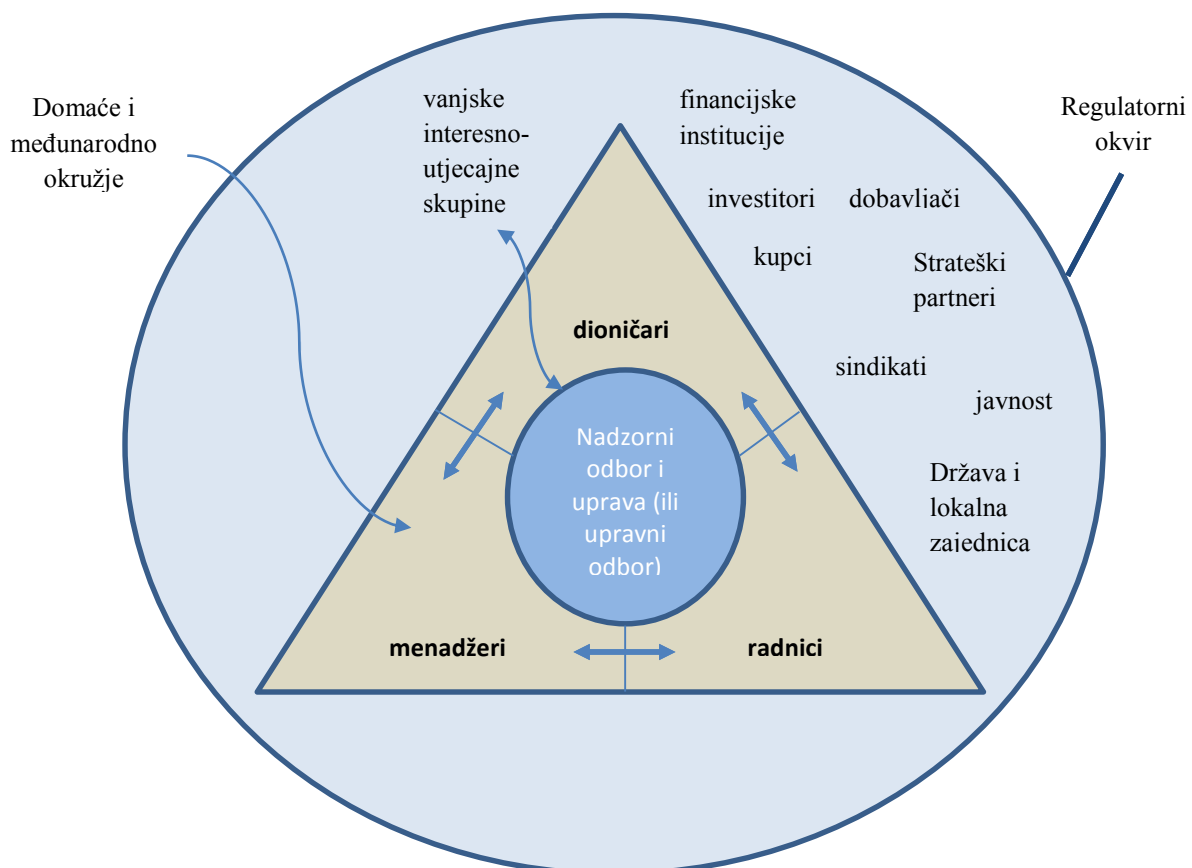 Domaće i
međunarodno
okružje
vanjske
interesno-
utjecajne
skupine
financijske
institucije
Regulatorni
okvir
investitori
dobavljači
kupci
Strateški
partneri
dioničari
sindikati
javnost
Nadzorni
odbor i
uprava (ili
upravni
odbor)
Država i
lokalna
zajednica
menadžeri
radnici